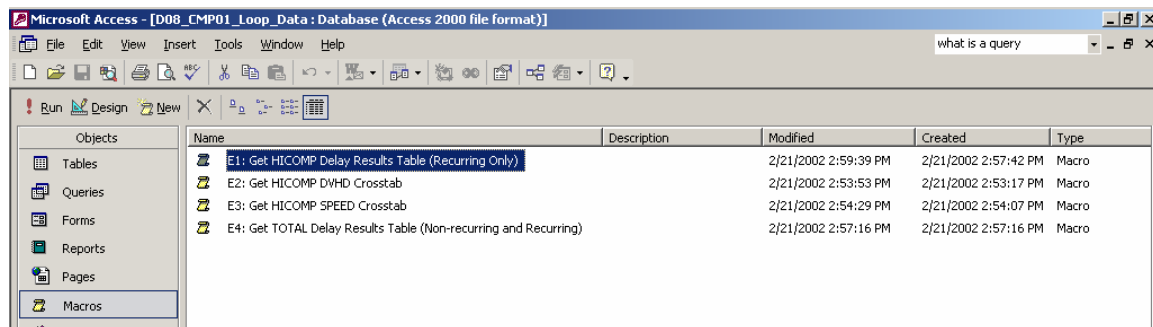 Microsoft Access - [D08_CMP01_Loop_Data : Database (Access 2000 file format)]
File Edit View Insert Tools Window Help what is a query
Run Design New
Objects Name Description Modified Created Type
Tables E1: Get HICOMP Delay Results Table (Recurring Only) 2/21/2002 2:59:39 PM 2/21/2002 2:57:42 PM Macro
Queries E2: Get HICOMP DVHD Crosstab 2/21/2002 2:53:53 PM 2/21/2002 2:53:17 PM Macro
Forms E3: Get HICOMP SPEED Crosstab 2/21/2002 2:54:29 PM 2/21/2002 2:54:07 PM Macro
Reports E4: Get TOTAL Delay Results Table (Non-recurring and Recurring) 2/21/2002 2:57:16 PM 2/21/2002 2:57:16 PM Macro
Pages
Macros